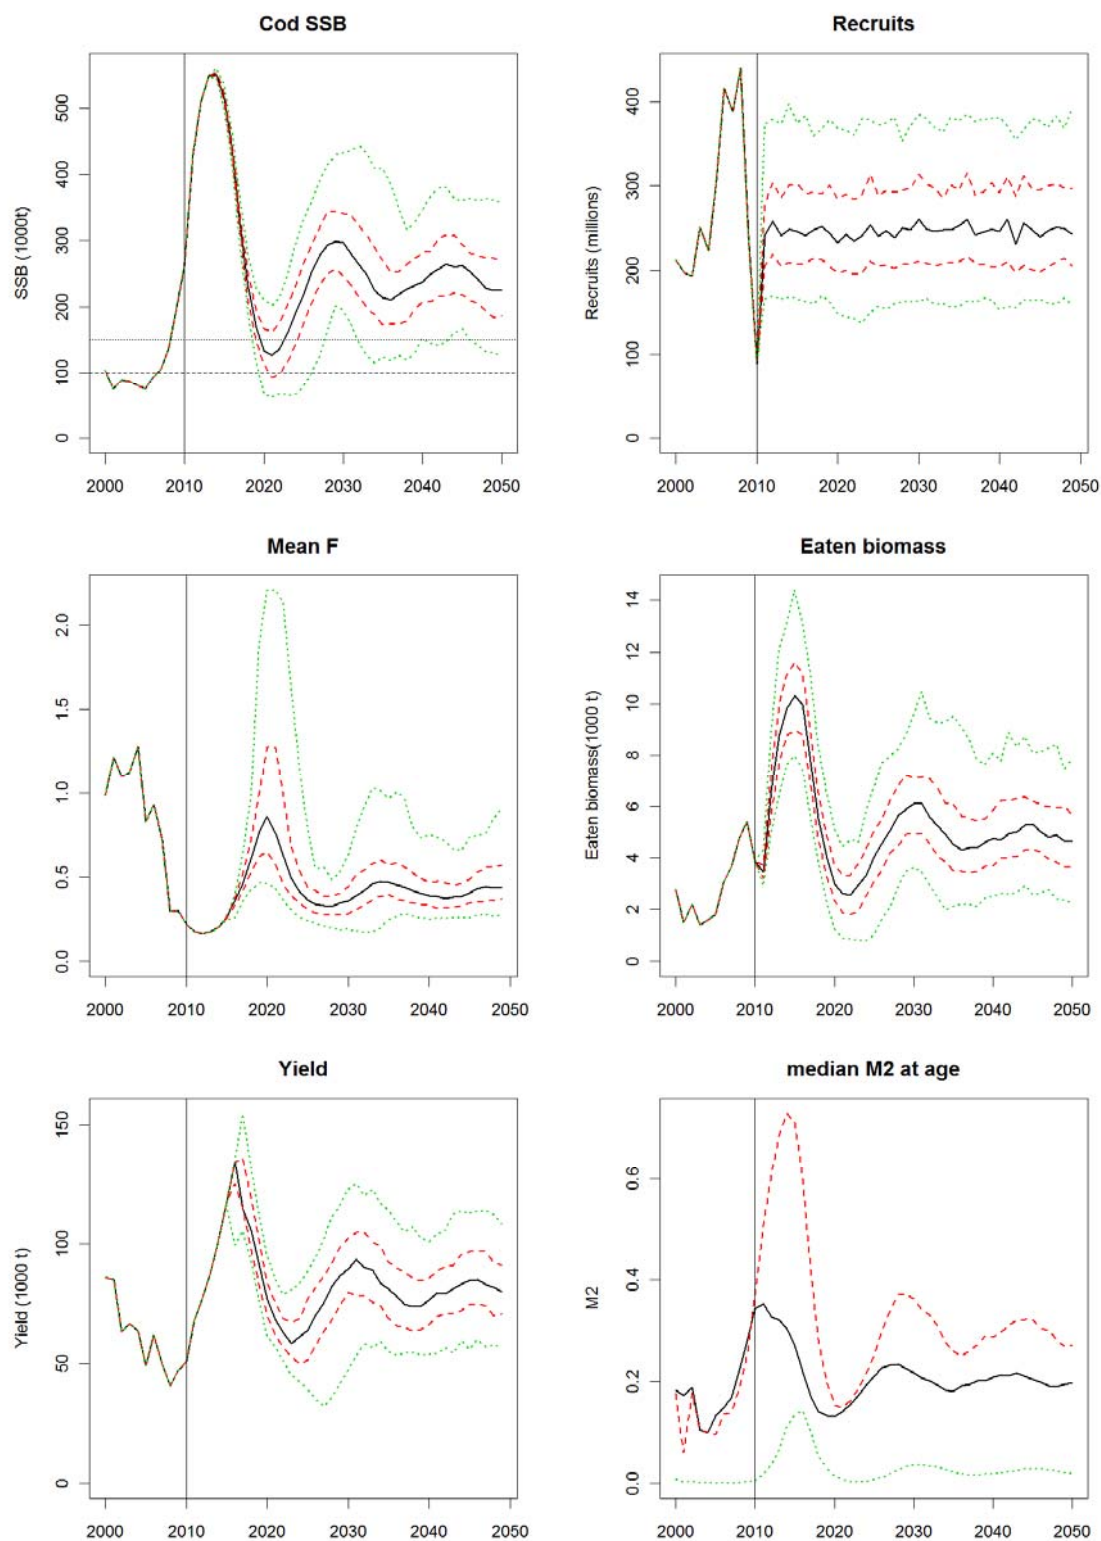 Cod SSB
SSB (1000t)
500
400
300
200
100
0
2000 2010 2020 2030 2040 2050
Recruits
Recruits (millions)
400
300
200
100
0
2000 2010 2020 2030 2040 2050
Mean F
2.0
1.5
1.0
0.5
0.0
2000 2010 2020 2030 2040 2050
Eaten biomass
Eaten biomass(1000 t)
14
12
10
8
6
4
2
0
2000 2010 2020 2030 2040 2050
Yield
Yield (1000 t)
150
100
50
0
2000 2010 2020 2030 2040 2050
median M2 at age
M2
0.6
0.4
0.2
0.0
2000 2010 2020 2030 2040 2050